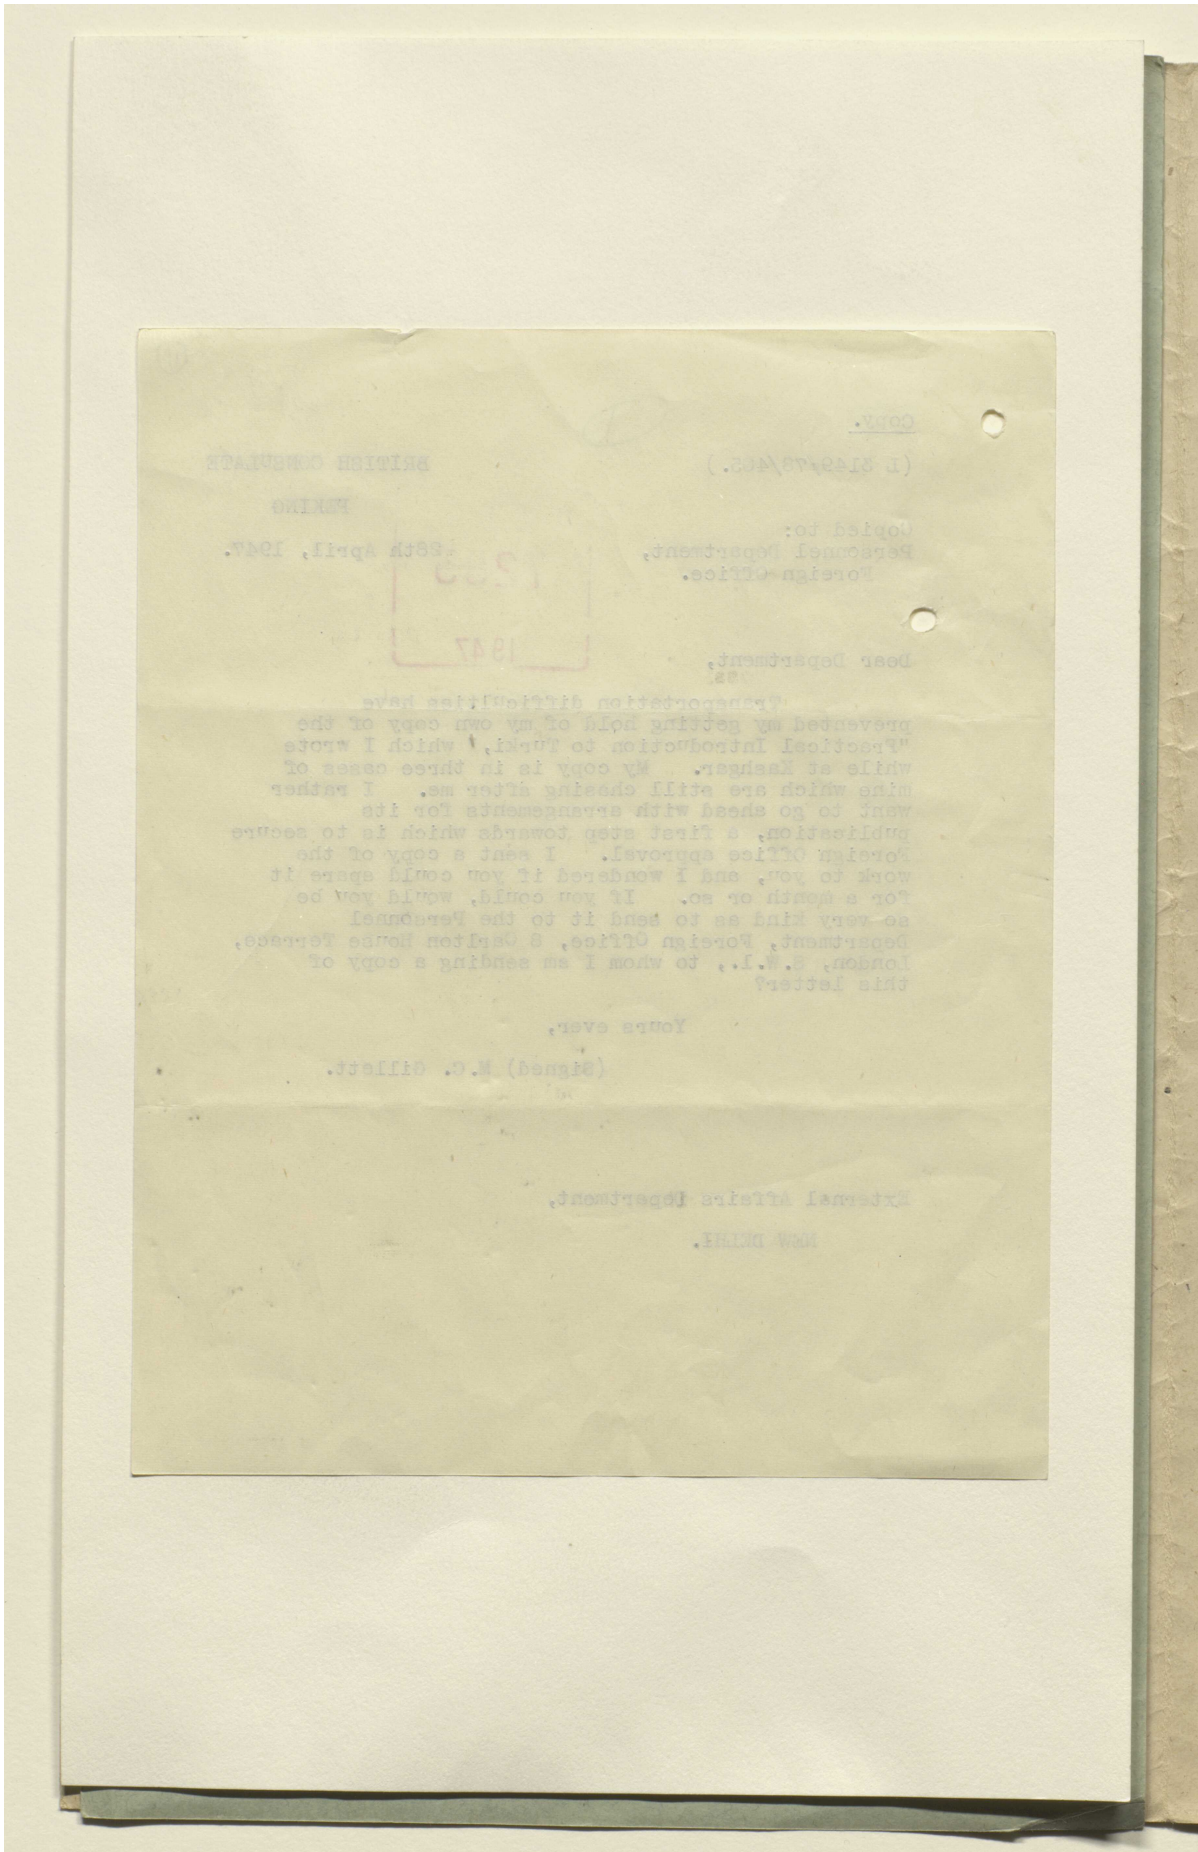 Copy.
(L 5149/78/405.)
BRITISH CONSULATE
PEKING
Copied to:
Personnel Department,
Foreign Office.
28th April, 1947.
1947
Dear Department,
Transportation difficulties have
prevented my getting hold of my own copy of the
"Practical Introduction to Turki," which I wrote
while at Kashgar. My copy is in three cases of
mine which are still chasing after me. I rather
want to go ahead with arrangements for its
publication, a first step towards which is to secure
Foreign Office approval. I sent a copy of the
work to you, and I wondered if you could spare it
for a month or so. If you could, would you be
so very kind as to send it to the Personnel
Department, Foreign Office, 8 Carlton House Terrace,
London, S.W.1., to whom I am sending a copy of
this letter?
Yours ever,
(Signed) M.C. Gillett.
External Affairs Department,
NEW DELHI.